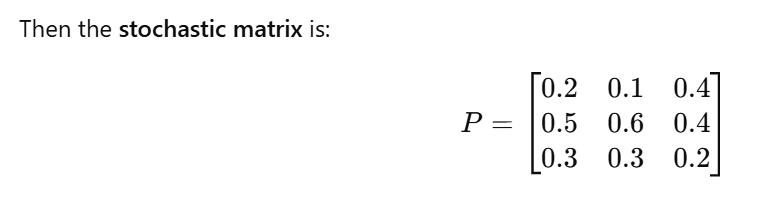 Then the stochastic matrix is:
P = [0.2 0.1 0.4
0.5 0.6 0.4
0.3 0.3 0.2]